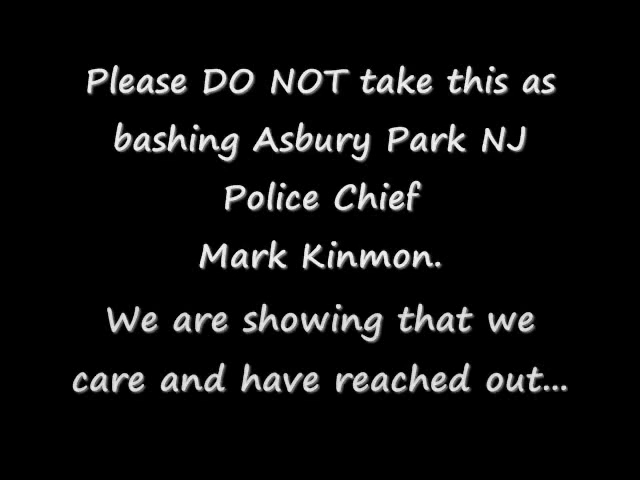 Please DO NOT take this as
bashing Asbury Park NJ
Police Chief
Mark Kinmon.
We are showing that we
care and have reached out...